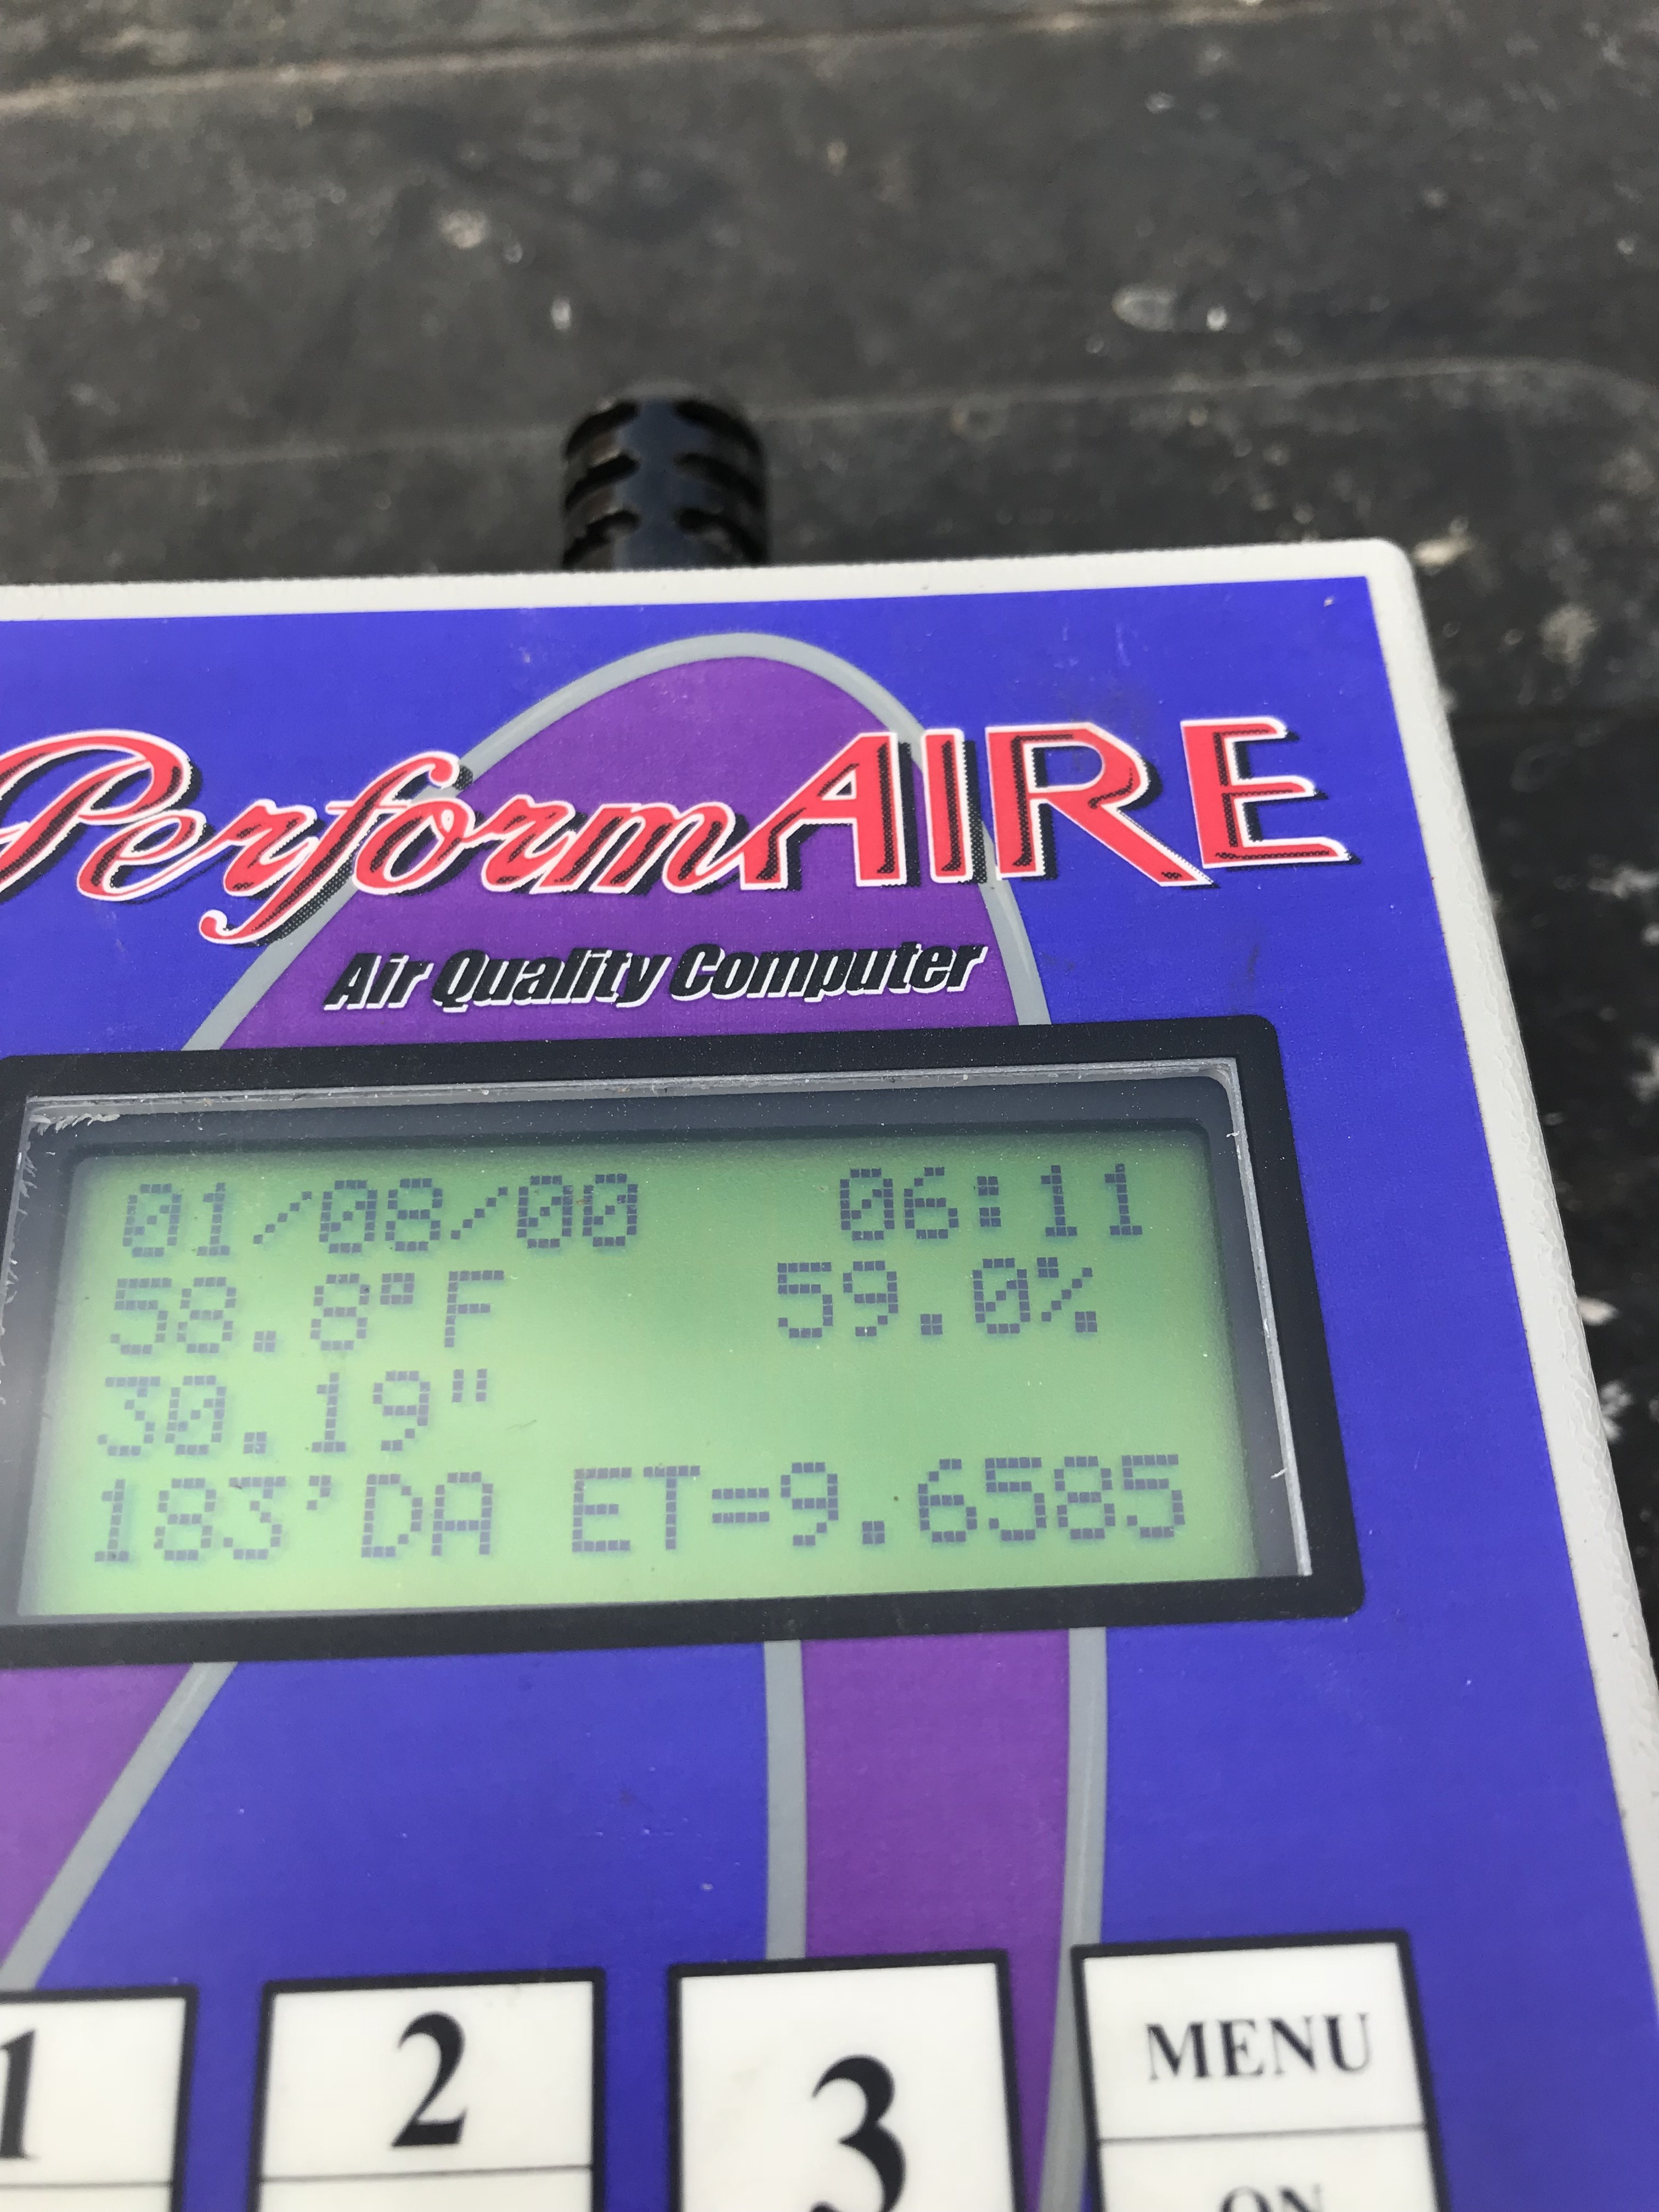 PerformAIRE
Air Quality Computer
01/08/00 06:11
58.8°F 59.0%
30.19"
183'DA ET=9.6585
1 2 3 MENU
ON